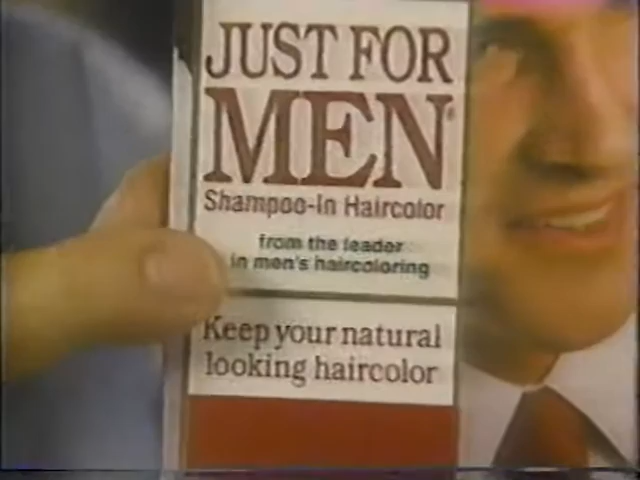 JUST FOR
MEN®
Shampoo-In Haircolor
from the leader
in men's haircoloring
Keep your natural
looking haircolor